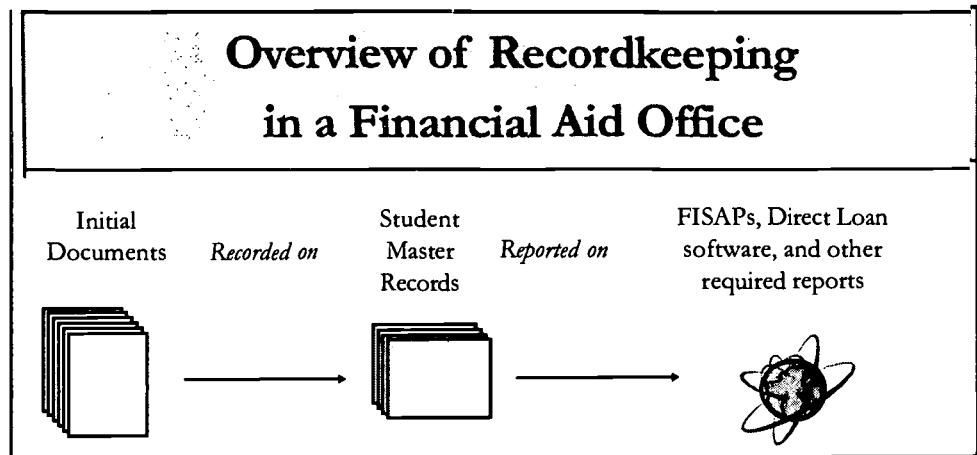 Overview of Recordkeeping
in a Financial Aid Office
Initial
Documents
Recorded on
Student
Master
Records
Reported on
FISAPs, Direct Loan
software, and other
required reports